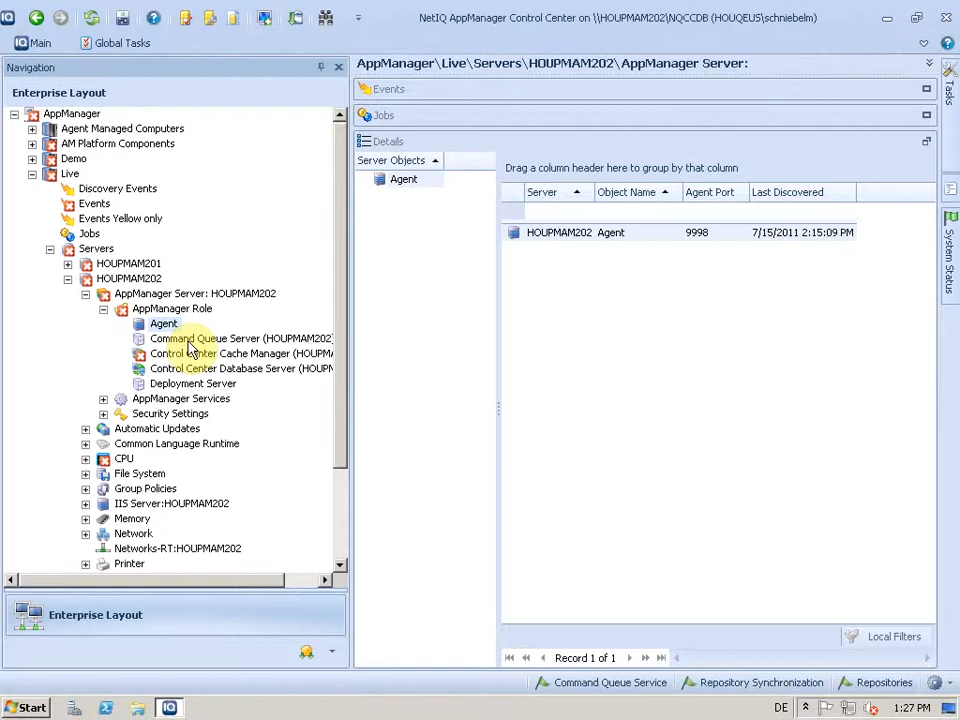 NetIQ AppManager Control Center on \\HOUPMAM202\NQCCDB (HOUQEUS\schniebelm)
Main
Global Tasks
Navigation
Enterprise Layout
AppManager
Agent Managed Computers
AM Platform Components
Demo
Live
Discovery Events
Events
Events Yellow only
Jobs
Servers
HOUPMAM201
HOUPMAM202
AppManager Server: HOUPMAM202
AppManager Role
Agent
Command Queue Server (HOUPMAM202)
Control Center Cache Manager (HOUPMA
Control Center Database Server (HOUPM
Deployment Server
AppManager Services
Security Settings
Automatic Updates
Common Language Runtime
CPU
File System
Group Policies
IIS Server:HOUPMAM202
Memory
Network
Networks-RT:HOUPMAM202
Printer
Enterprise Layout
AppManager\Live\Servers\HOUPMAM202\AppManager Server:
Events
Jobs
Details
Server Objects
Agent
Drag a column header here to group by that column
Server Object Name Agent Port Last Discovered
HOUPMAM202 Agent 9998 7/15/2011 2:15:09 PM
Local Filters
Record 1 of 1
Tasks
System Status
Command Queue Service Repository Synchronization Repositories
Start
DE 1:27 PM